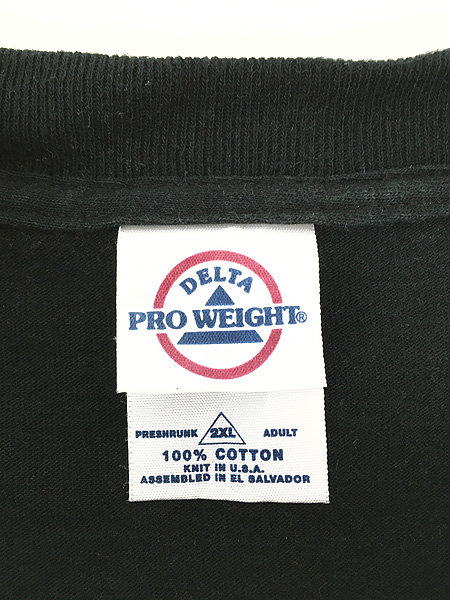 DELTA
PRO WEIGHT®
PRESHRUNK 2XL ADULT
100% COTTON
KNIT IN U.S.A.
ASSEMBLED IN EL SALVADOR